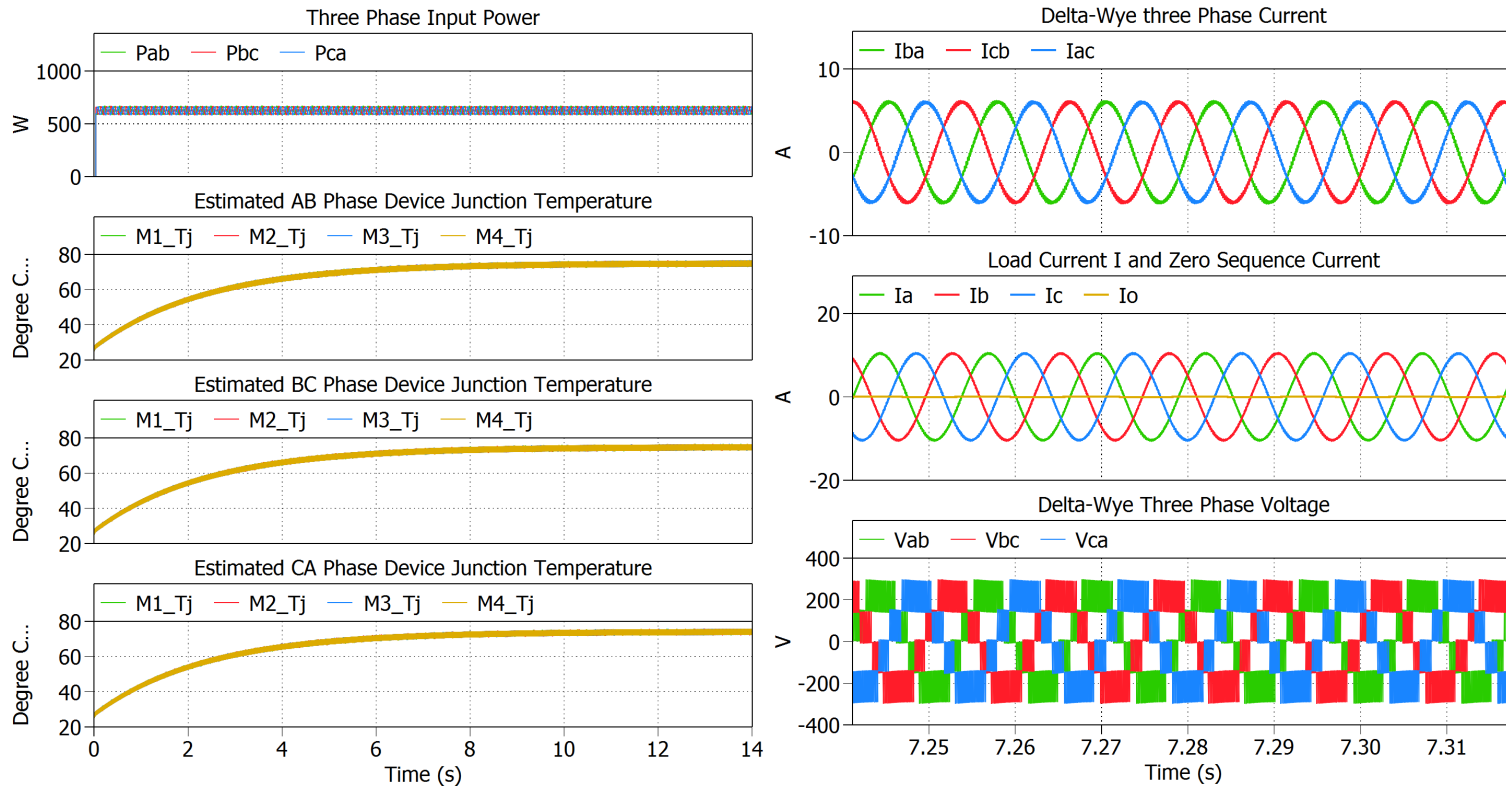 Three Phase Input Power
Pab Pbc Pca
1000
500
0
W
Estimated AB Phase Device Junction Temperature
M1_Tj M2_Tj M3_Tj M4_Tj
80
60
40
20
Degree C...
Estimated BC Phase Device Junction Temperature
M1_Tj M2_Tj M3_Tj M4_Tj
80
60
40
20
Degree C...
Estimated CA Phase Device Junction Temperature
M1_Tj M2_Tj M3_Tj M4_Tj
80
60
40
20
Degree C...
0 2 4 6 8 10 12 14
Time (s)
Delta-Wye three Phase Current
Iba Icb Iac
10
0
-10
A
Load Current I and Zero Sequence Current
Ia Ib Ic Io
20
0
-20
A
Delta-Wye Three Phase Voltage
Vab Vbc Vca
400
200
0
-200
-400
V
7.25 7.26 7.27 7.28 7.29 7.30 7.31
Time (s)